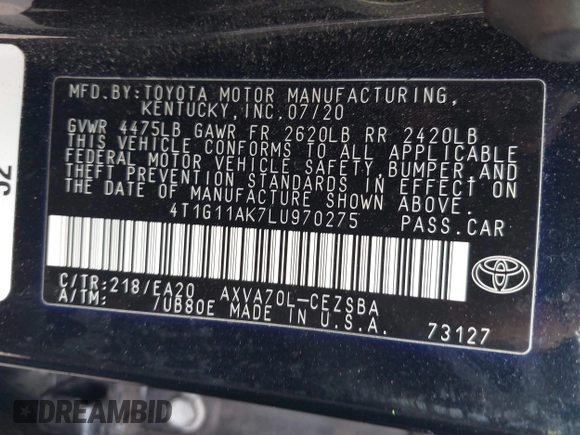 MFD.BY:TOYOTA MOTOR MANUFACTURING,
KENTUCKY,INC.07/20
GVWR 4475LB GAWR FR 2620LB RR 2420LB
THIS VEHICLE CONFORMS TO ALL APPLICABLE
FEDERAL MOTOR VEHICLE SAFETY,BUMPER,AND
THEFT PREVENTION STANDARDS IN EFFECT ON
THE DATE OF MANUFACTURE SHOWN ABOVE.
4T1G11AK7LU970275 PASS.CAR
C/TR:218/EA20 AXVA70L-CEZSBA
A/TM: 7UB80E MADE IN U.S.A.
73127
TOYOTA
DREAMBID